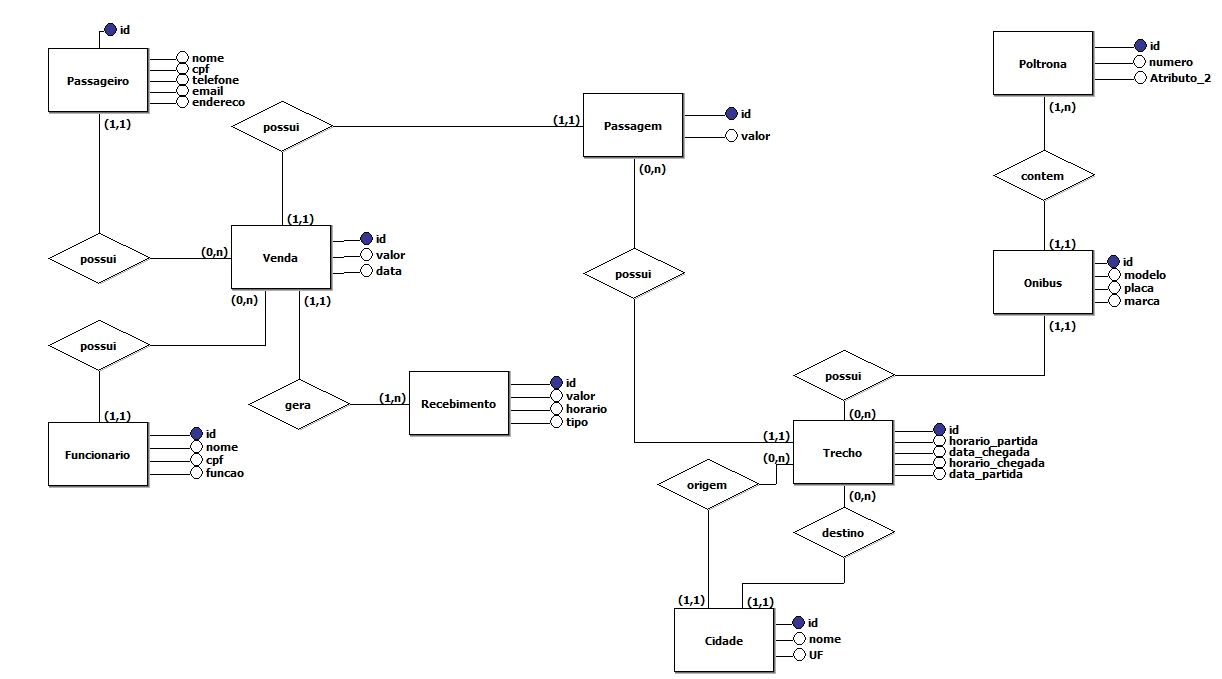 id
Passageiro
nome
cpf
telefone
email
endereco
(1,1)
possui
(1,1)
Passagem
id
valor
(0,n)
Poltrona
id
numero
Atributo_2
(1,n)
contem
(1,1)
possui
(0,n)
(1,1)
Venda
id
valor
data
(0,n)
(1,1)
possui
Onibus
id
modelo
placa
marca
(1,1)
possui
(1,1)
Funcionario
id
nome
cpf
funcao
gera
(1,n)
Recebimento
id
valor
horario
tipo
possui
(0,n)
(1,1)
(0,n)
Trecho
id
horario_partida
data_chegada
horario_chegada
data_partida
(0,n)
origem
destino
(1,1)
(1,1)
Cidade
id
nome
UF